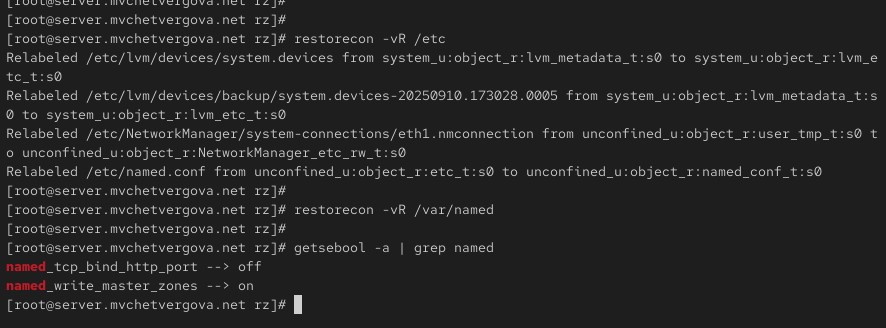 [root@server.mvchetvergova.net rz]#
[root@server.mvchetvergova.net rz]#
[root@server.mvchetvergova.net rz]# restorecon -vR /etc
Relabeled /etc/lvm/devices/system.devices from system_u:object_r:lvm_metadata_t:s0 to system_u:object_r:lvm_e
tc_t:s0
Relabeled /etc/lvm/devices/backup/system.devices-20250910.173028.0005 from system_u:object_r:lvm_metadata_t:s
0 to system_u:object_r:lvm_etc_t:s0
Relabeled /etc/NetworkManager/system-connections/eth1.nmconnection from unconfined_u:object_r:user_tmp_t:s0 t
o unconfined_u:object_r:NetworkManager_etc_rw_t:s0
Relabeled /etc/named.conf from unconfined_u:object_r:etc_t:s0 to unconfined_u:object_r:named_conf_t:s0
[root@server.mvchetvergova.net rz]#
[root@server.mvchetvergova.net rz]# restorecon -vR /var/named
[root@server.mvchetvergova.net rz]#
[root@server.mvchetvergova.net rz]# getsebool -a | grep named
named_tcp_bind_http_port --> off
named_write_master_zones --> on
[root@server.mvchetvergova.net rz]#